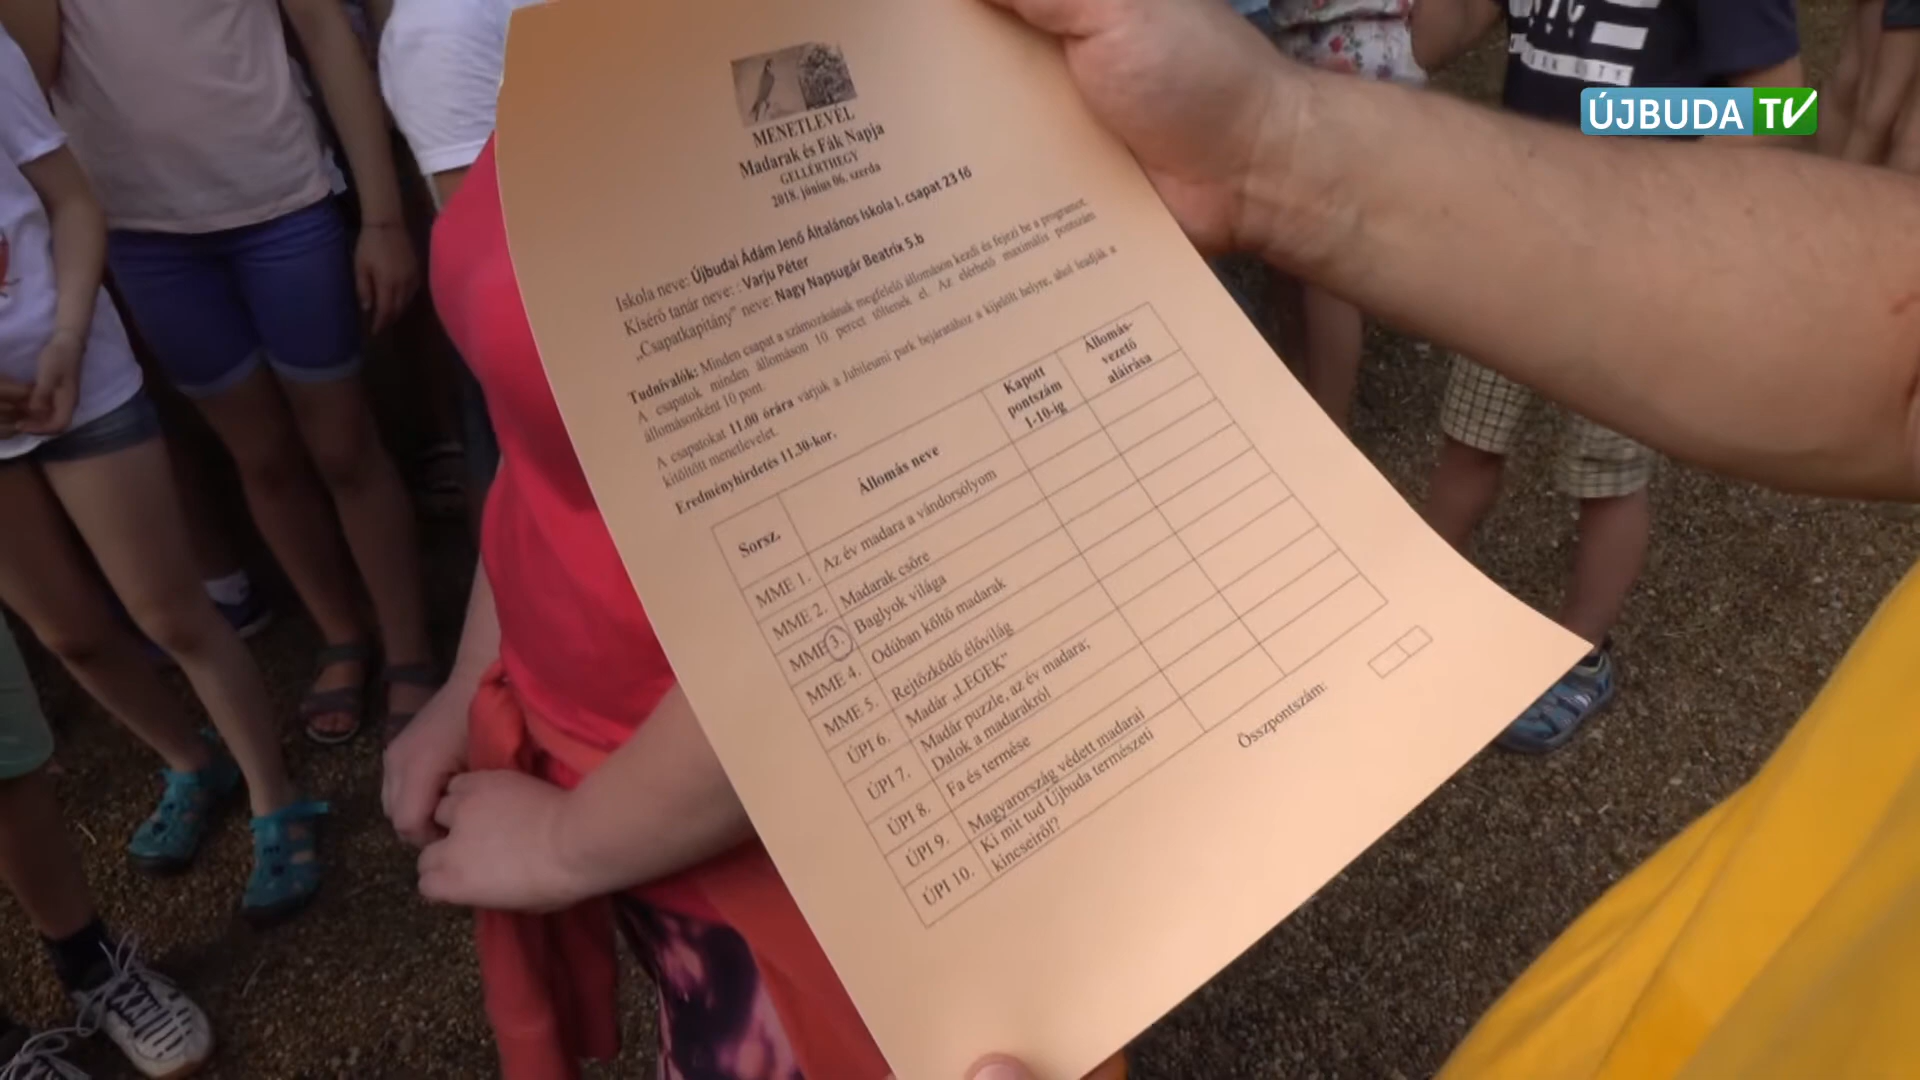 ÚJBUDA TV
MENETLEVÉL
Madarak és Fák Napja
GELLÉRTHEGY
2018. június 06. szerda
Iskola neve: Újbudai Ádám Jenő Általános Iskola I. csapat 23 fő
Kísérő tanár neve: : Varju Péter
„Csapatkapitány” neve: Nagy Napsugár Beatrix 5.b
Tudnivalók: Minden csapat a számozásának megfelelő állomáson kezdi és fejezi be a programot.
A csapatok minden állomáson 10 percet töltenek el. Az elérhető maximális pontszám
állomásonként 10 pont.
A csapatokat 11.00 órára várjuk a Jubileumi park bejáratához a kijelölt helyre, ahol leadják a
kitöltött menetlevelet.
Eredményhirdetés 11.30-kor.
Sorsz. Állomás neve Kapott pontszám 1-10-ig Állomás-vezető aláírása
MME 1. Az év madara a vándorsólyom
MME 2. Madarak csőre
MME 3. Baglyok világa
MME 4. Odúban költő madarak
MME 5. Rejtőzködő élővilág
ÚPI 6. Madár „LEGEK”
ÚPI 7. Madár puzzle, az év madara;
Dalok a madarakról
ÚPI 8. Fa és termése
ÚPI 9. Magyarország védett madarai
ÚPI 10. Ki mit tud Újbuda természeti
kincseiről?
Összpontszám: